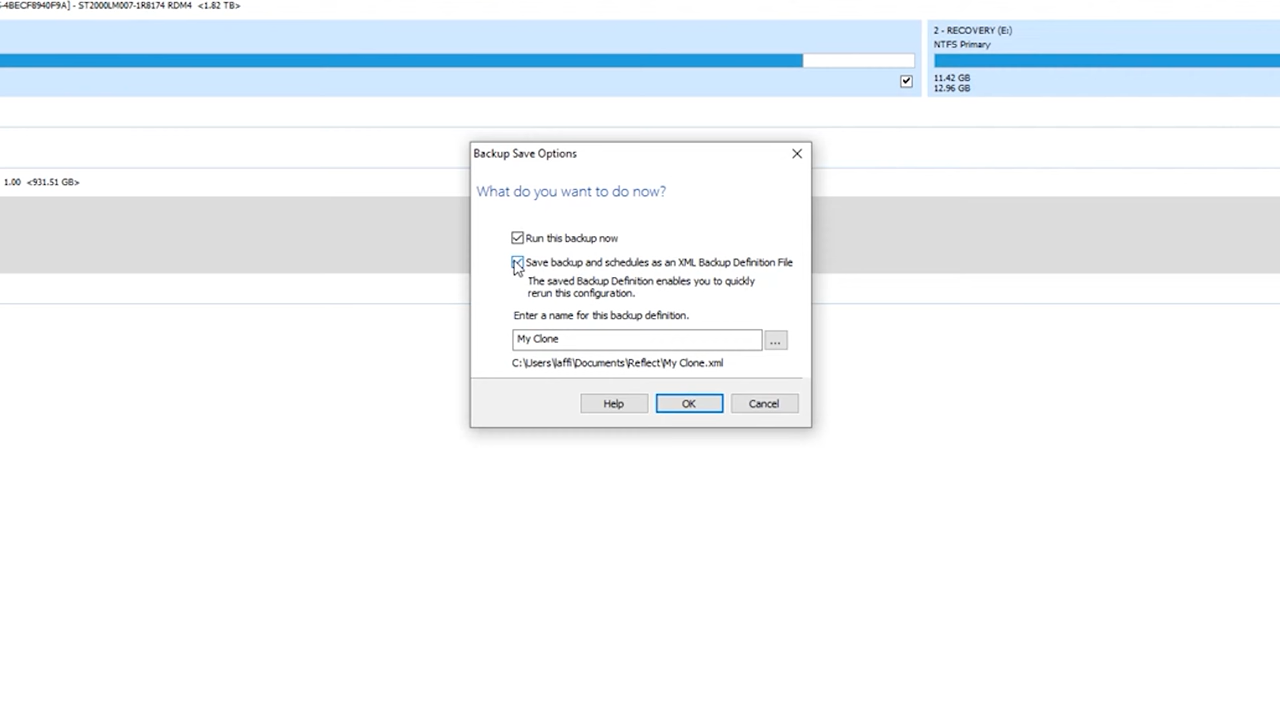 -4BECF8940F9A] - ST2000LM007-1R8174 RDM4 <1.82 TB>
2 - RECOVERY (E:)
NTFS Primary
11.42 GB
12.96 GB
1.00 <931.51 GB>
Backup Save Options
What do you want to do now?
Run this backup now
Save backup and schedules as an XML Backup Definition File
The saved Backup Definition enables you to quickly
rerun this configuration.
Enter a name for this backup definition.
My Clone
...
C:\Users\laffi\Documents\Reflect\My Clone.xml
Help
OK
Cancel